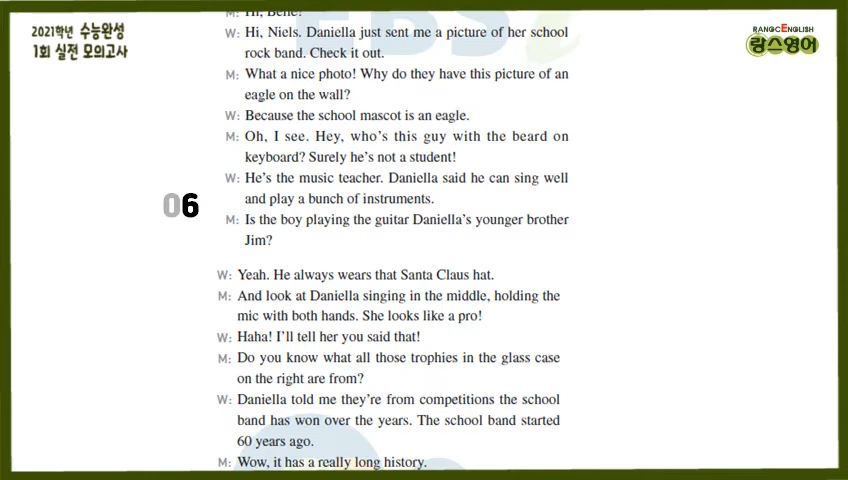 2021학년 수능완성
1회 실전 모의고사
RANGCENGLISH
랑스영어
M: Hi, Belle!
W: Hi, Niels. Daniella just sent me a picture of her school
rock band. Check it out.
M: What a nice photo! Why do they have this picture of an
eagle on the wall?
W: Because the school mascot is an eagle.
M: Oh, I see. Hey, who's this guy with the beard on
keyboard? Surely he's not a student!
W: He's the music teacher. Daniella said he can sing well
and play a bunch of instruments.
06
M: Is the boy playing the guitar Daniella's younger brother
Jim?
W: Yeah. He always wears that Santa Claus hat.
M: And look at Daniella singing in the middle, holding the
mic with both hands. She looks like a pro!
W: Haha! I'll tell her you said that!
M: Do you know what all those trophies in the glass case
on the right are from?
W: Daniella told me they're from competitions the school
band has won over the years. The school band started
60 years ago.
M: Wow, it has a really long history.